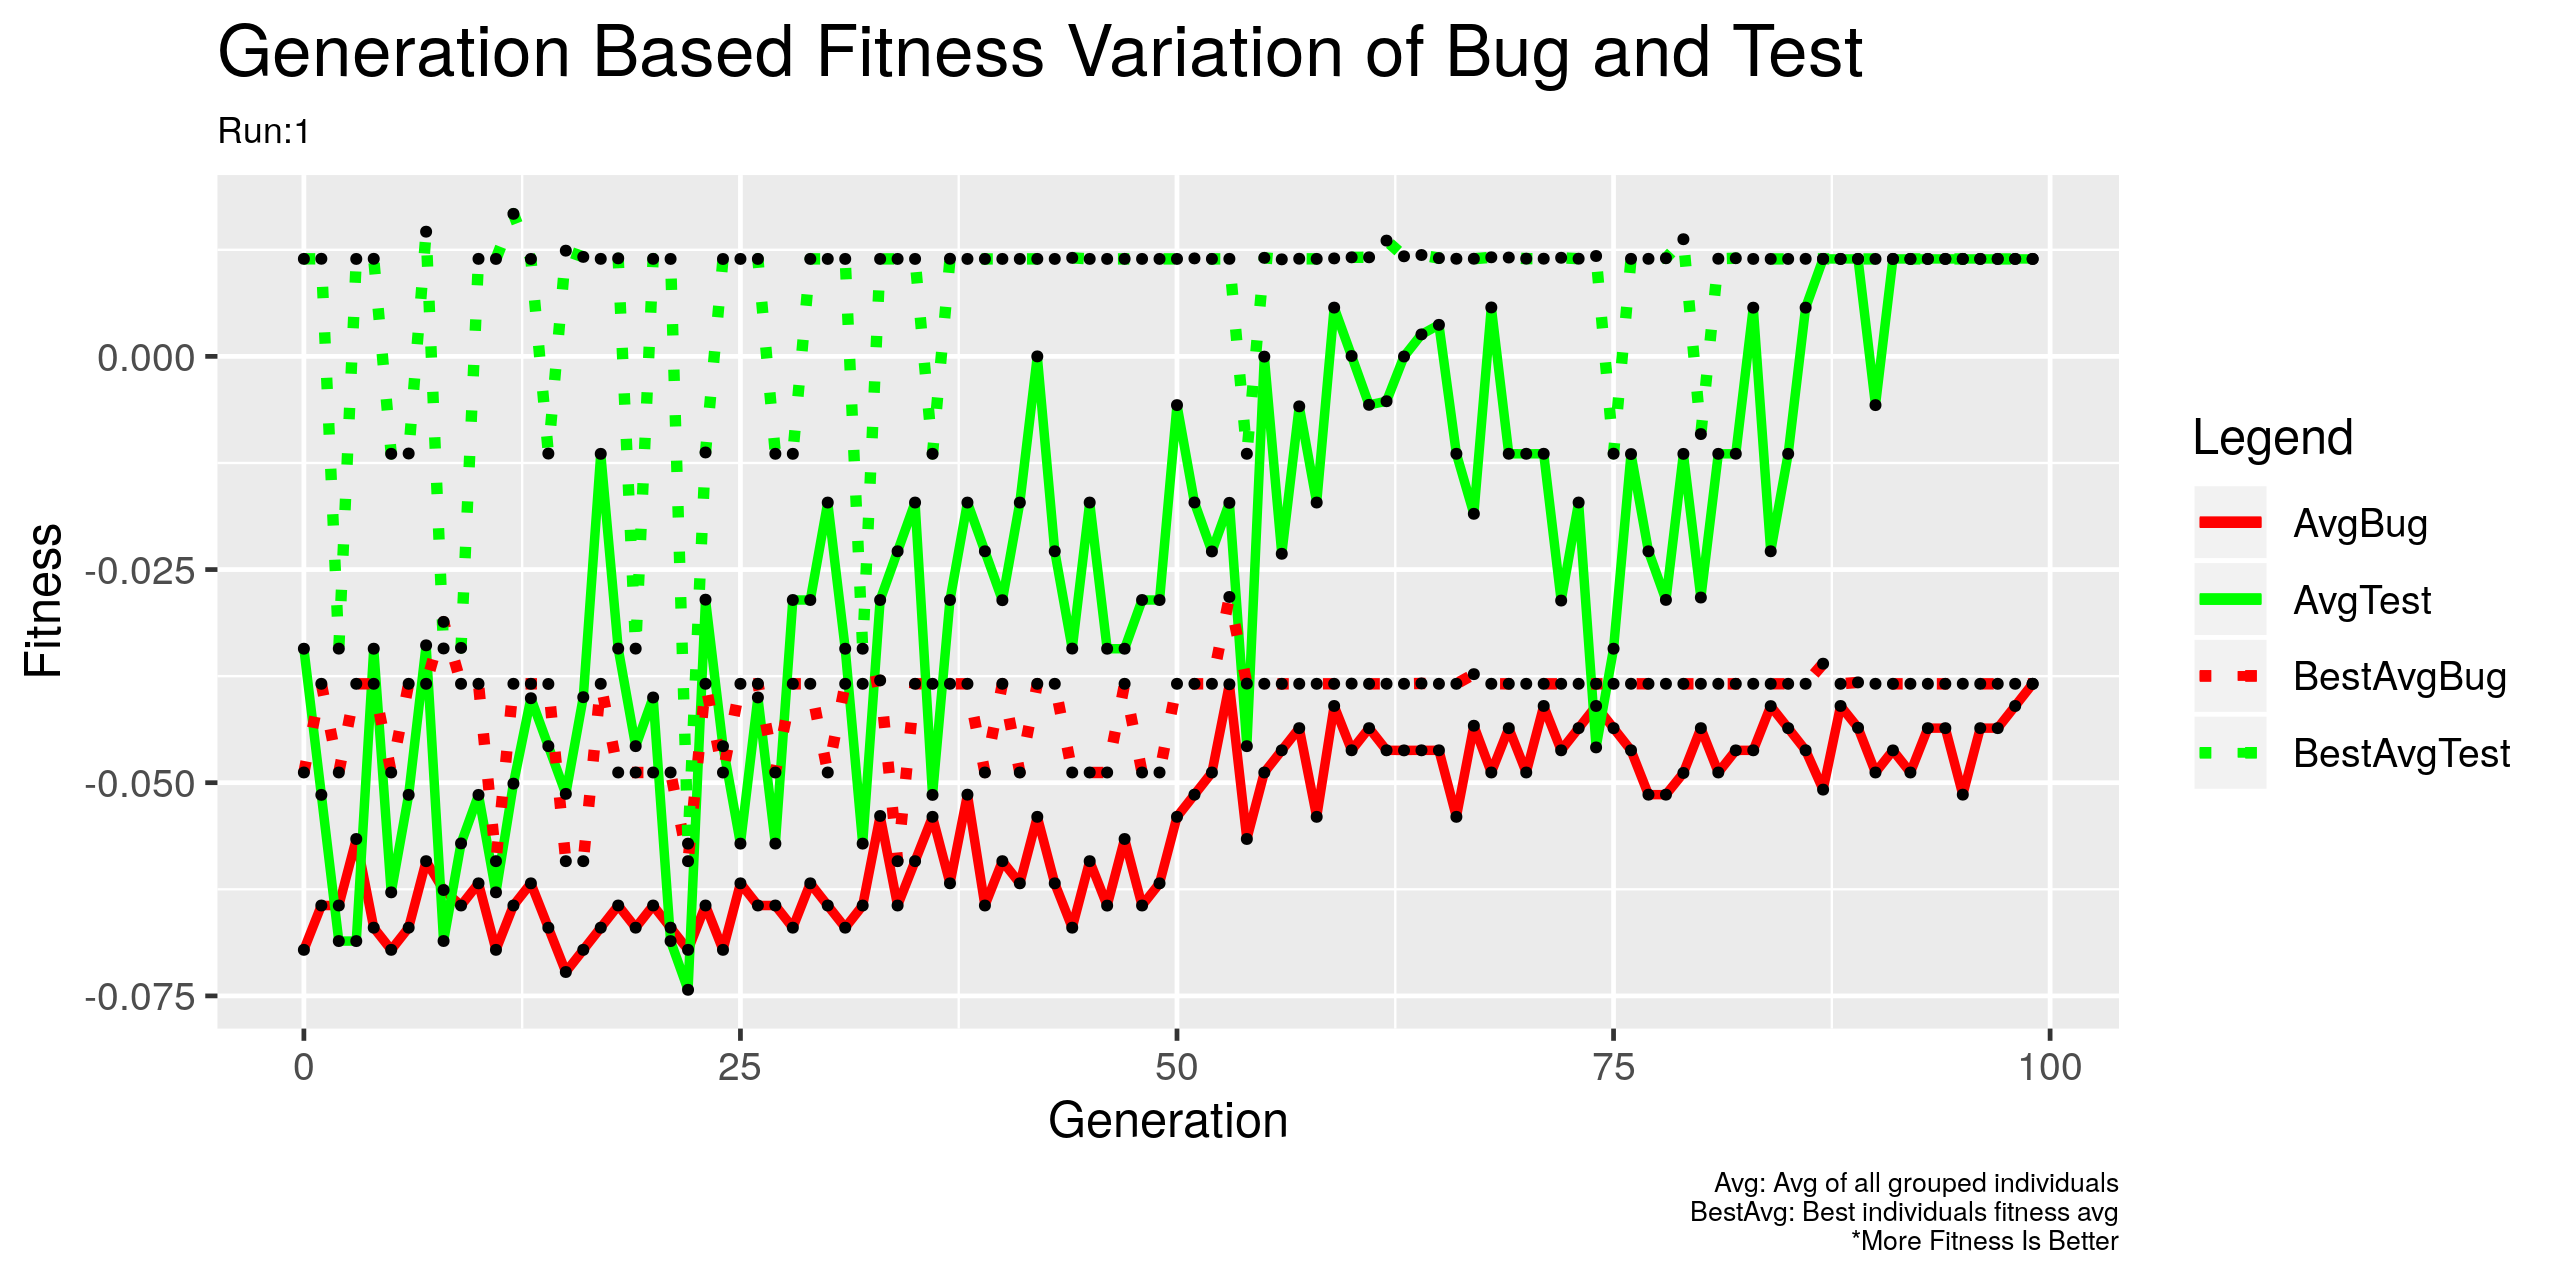 Generation Based Fitness Variation of Bug and Test
Run:1
Fitness
0.000
-0.025
-0.050
-0.075
0
25
50
75
100
Generation
Legend
AvgBug
AvgTest
BestAvgBug
BestAvgTest
Avg: Avg of all grouped individuals
BestAvg: Best individuals fitness avg
*More Fitness Is Better